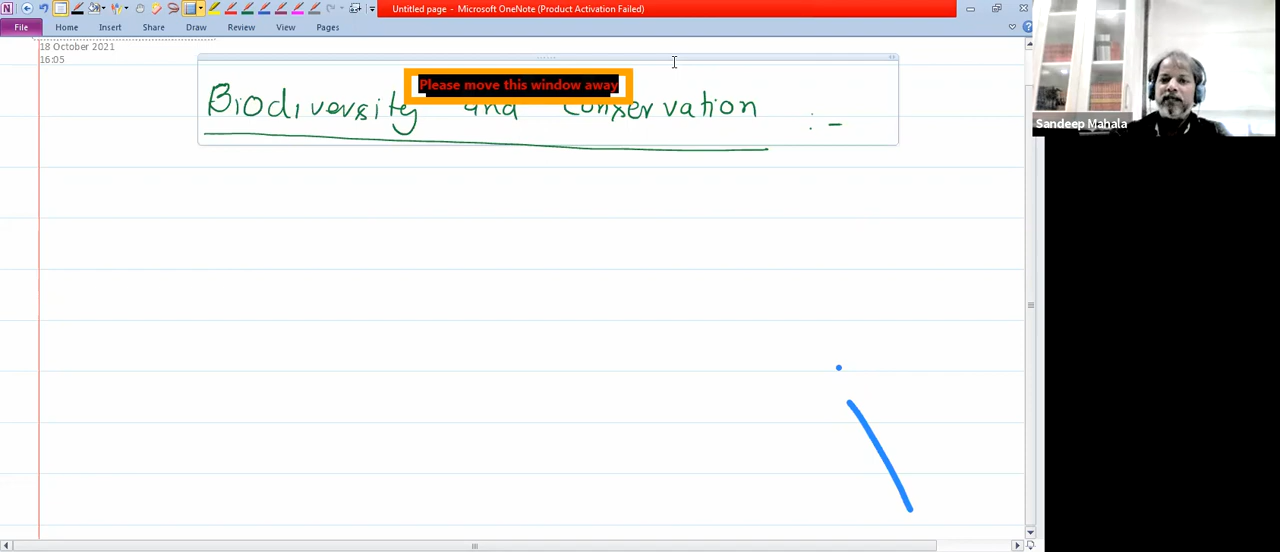 Untitled page - Microsoft OneNote (Product Activation Failed)
File Home Insert Share Draw Review View Pages
18 October 2021
16:05
Please move this window away
Biodiversity and conservation :-
Sandeep Mahala